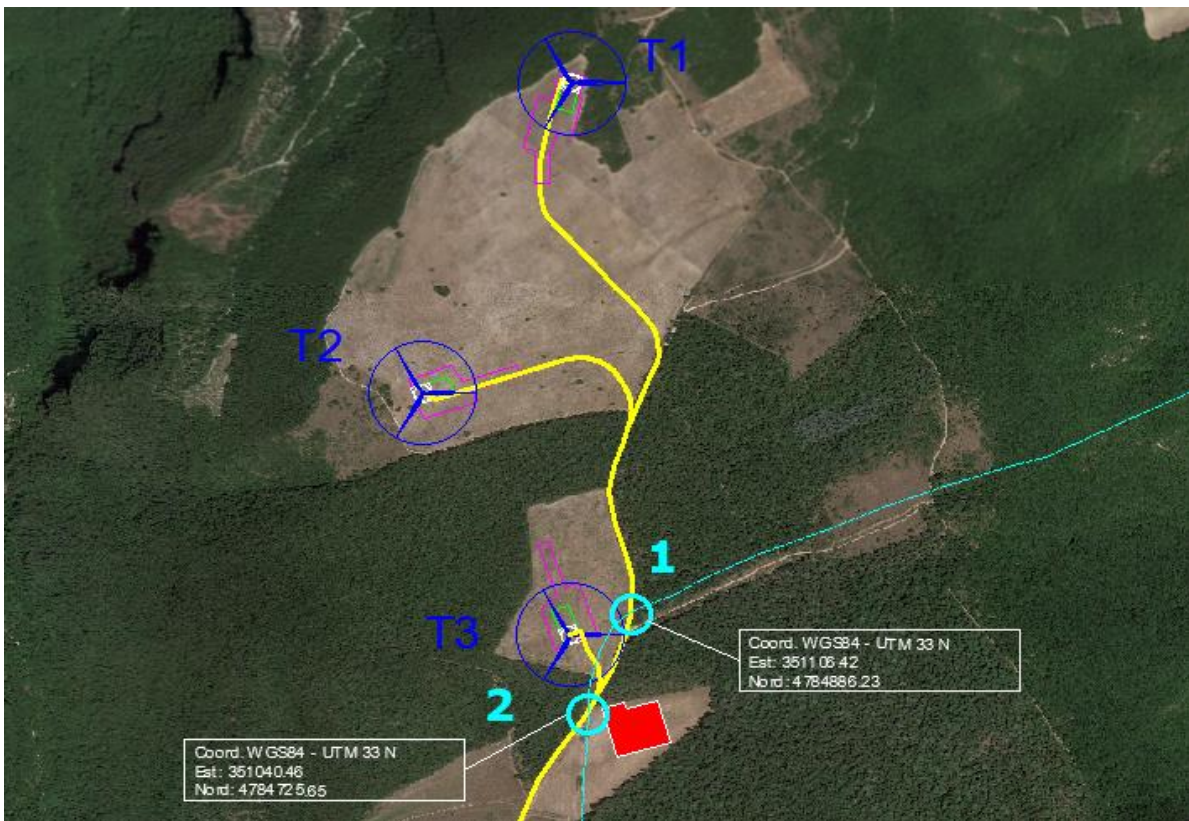 T1
T2
1
T3
Coord. WGS84 - UTM 33 N
Est: 351106.42
Nord: 4784886.23
2
Coord. WGS84 - UTM 33 N
Est: 351040.46
Nord: 4784725.65